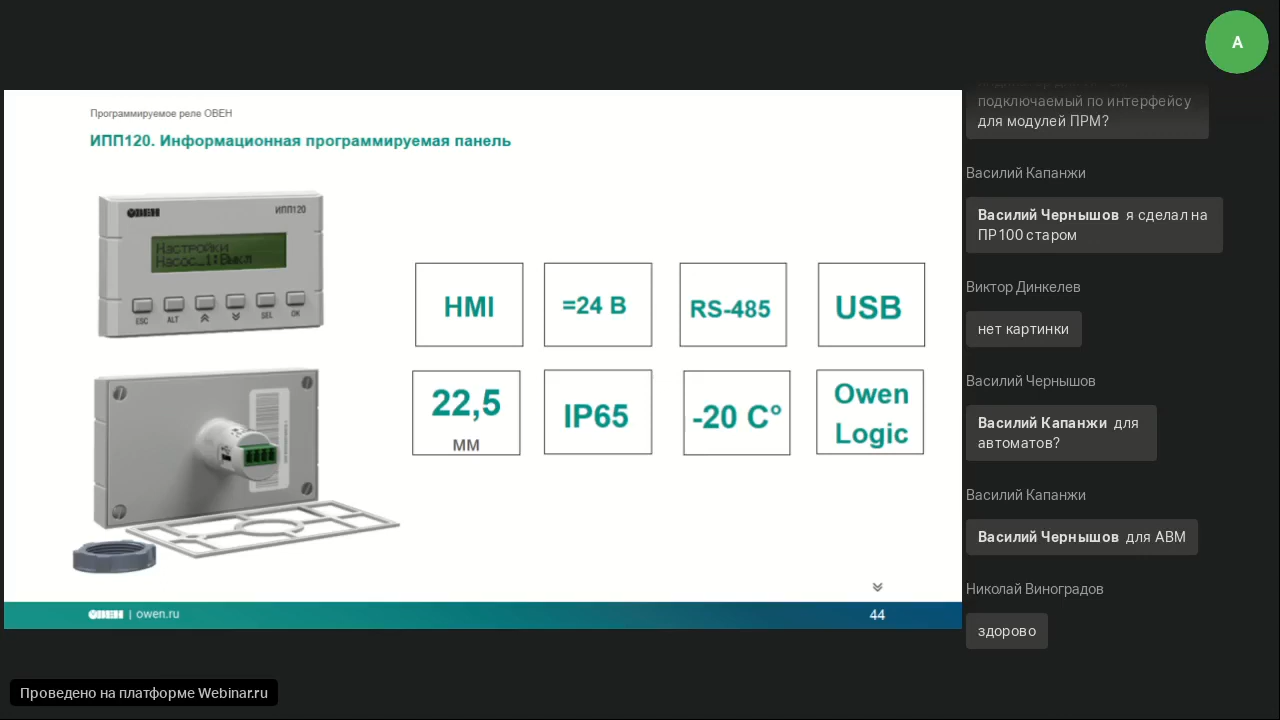 A
Программируемое реле ОВЕН
ИПП120. Информационная программируемая панель
ОВЕН
ИПП120
Настройки
Насос_1:Выкл
ESC
ALT
SEL
OK
HMI
=24 В
RS-485
USB
22,5
мм
IP65
-20 С°
Owen
Logic
ОВЕН | owen.ru
44
подключаемый по интерфейсу
для модулей ПРМ?
Василий Капанжи
Василий Чернышов я сделал на
ПР100 старом
Виктор Динкелев
нет картинки
Василий Чернышов
Василий Капанжи для
автоматов?
Василий Капанжи
Василий Чернышов для АВМ
Николай Виноградов
здорово
Проведено на платформе Webinar.ru